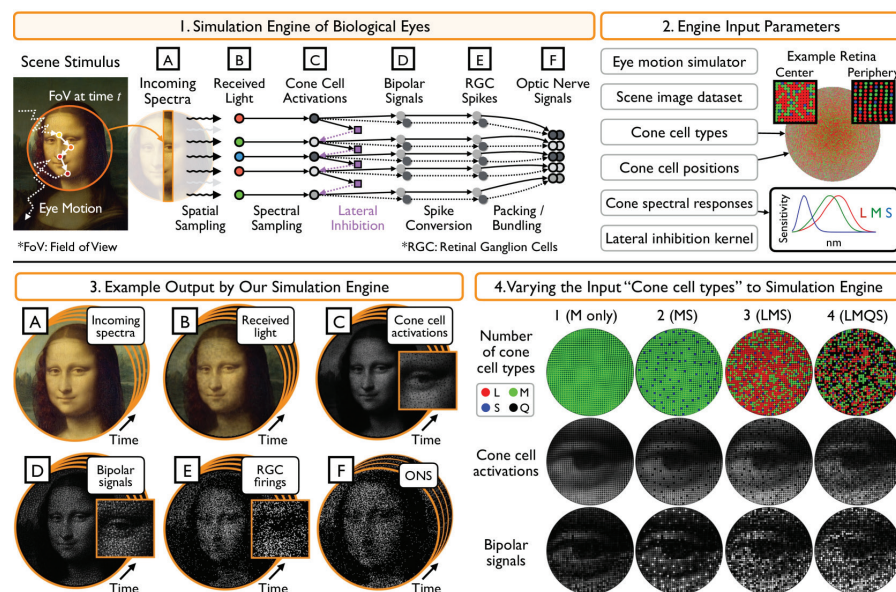 1. Simulation Engine of Biological Eyes
Scene Stimulus
FoV at time t
Eye Motion
*FoV: Field of View
A
B
C
D
E
F
Incoming
Spectra
Received
Light
Cone Cell
Activations
Bipolar
Signals
RGC
Spikes
Optic Nerve
Signals
Spatial
Sampling
Spectral
Sampling
Lateral
Inhibition
Spike
Conversion
Packing /
Bundling
*RGC: Retinal Ganglion Cells
2. Engine Input Parameters
Eye motion simulator
Scene image dataset
Cone cell types
Cone cell positions
Cone spectral responses
Lateral inhibition kernel
Example Retina
Center
Periphery
Sensitivity
L M S
nm
3. Example Output by Our Simulation Engine
A
Incoming
spectra
Time
B
Received
light
Time
C
Cone cell
activations
Time
D
Bipolar
signals
Time
E
RGC
firings
Time
F
ONS
Time
4. Varying the Input “Cone cell types” to Simulation Engine
1 (M only)
2 (MS)
3 (LMS)
4 (LMQS)
Number
of cone
cell types
L
M
S
Q
Cone cell
activations
Bipolar
signals